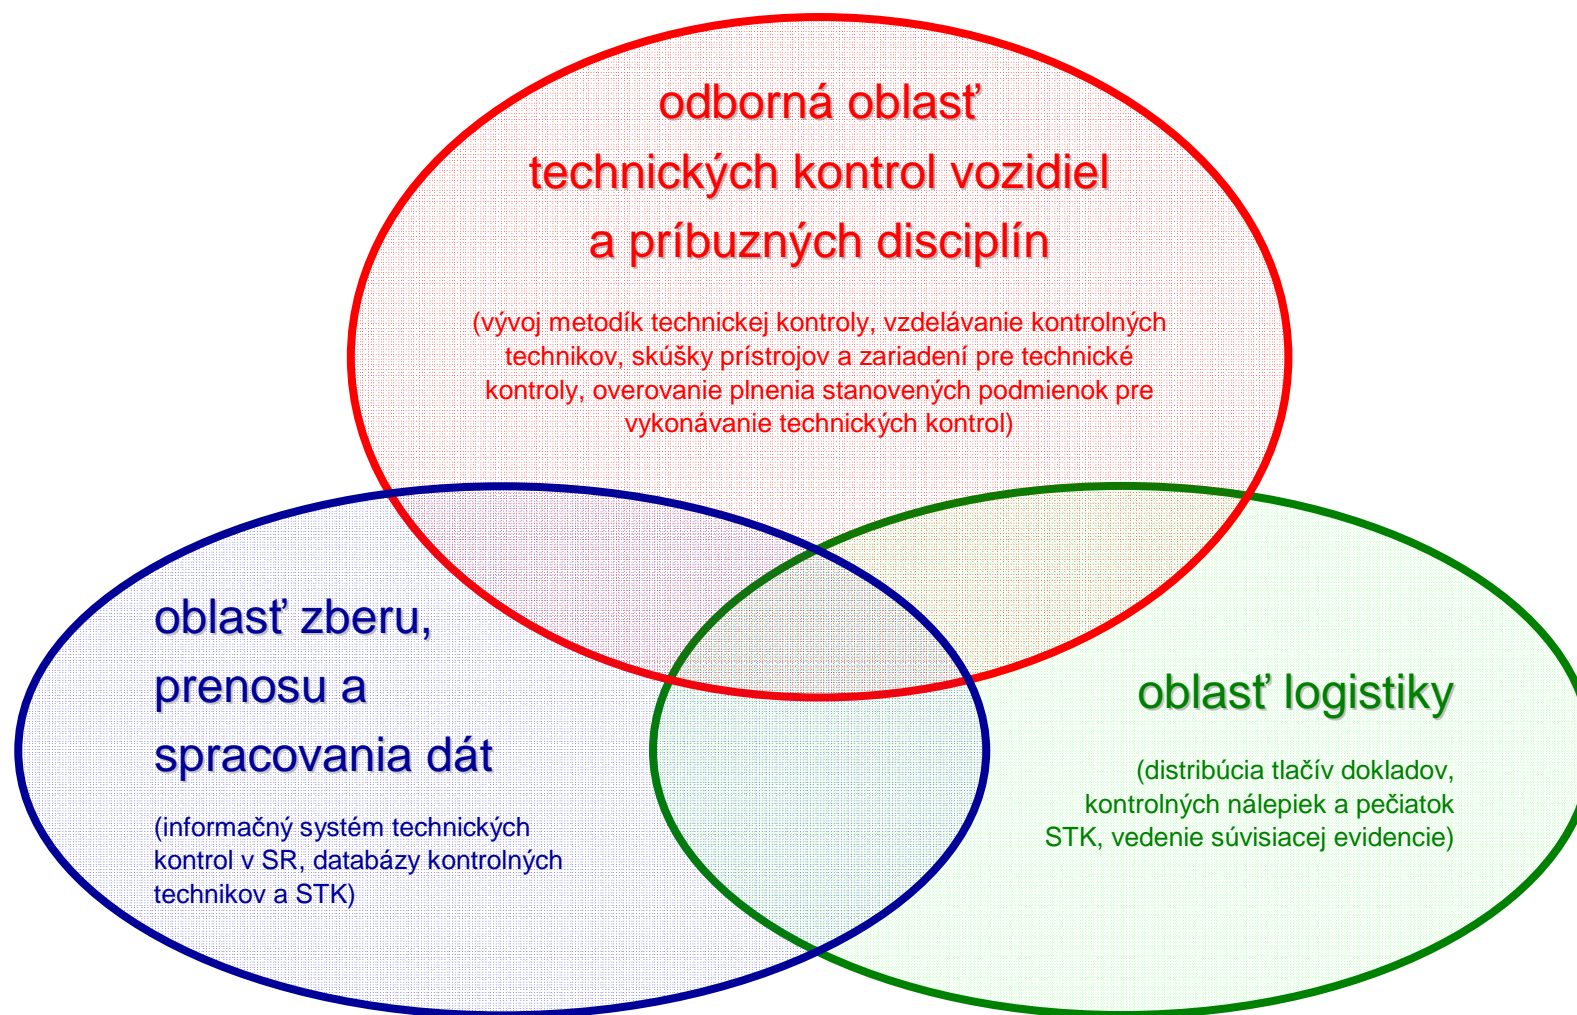 odborná oblasť
technických kontrol vozidiel
a príbuzných disciplín
(vývoj metodík technickej kontroly, vzdelávanie kontrolných
technikov, skúšky prístrojov a zariadení pre technické
kontroly, overovanie plnenia stanovených podmienok pre
vykonávanie technických kontrol)
oblasť zberu,
prenosu a
spracovania dát
(informačný systém technických
kontrol v SR, databázy kontrolných
technikov a STK)
oblasť logistiky
(distribúcia tlačív dokladov,
kontrolných nálepiek a pečiatok
STK, vedenie súvisiacej evidencie)